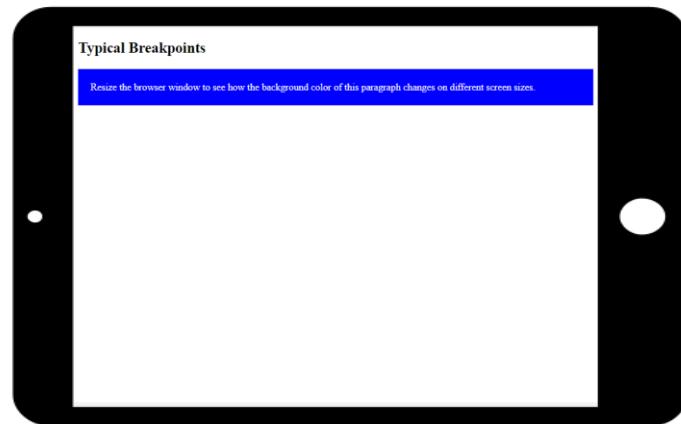 Typical Breakpoints
Resize the browser window to see how the background color of this paragraph changes on different screen sizes.